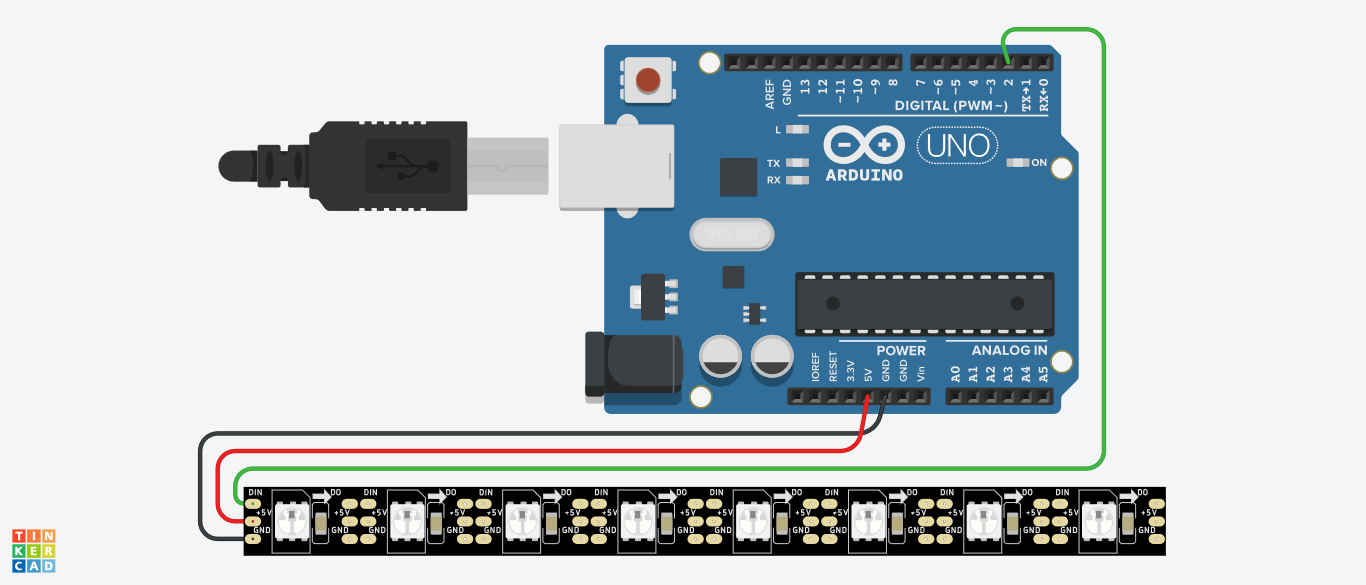 AREF GND 13 12 ~11 ~10 ~9 8 7 ~6 ~5 4 ~3 2 TX→1 RX←0
DIGITAL (PWM~)
L
TX
RX
UNO
ARDUINO
ON
SPK16.000G
POWER
ANALOG IN
IOREF RESET 3.3V 5V GND GND Vin A0 A1 A2 A3 A4 A5
DIN DO DIN DO DIN DO DIN DO DIN DO DIN DO DIN DO DIN DO
+5V +5V +5V +5V +5V +5V +5V +5V +5V +5V +5V +5V +5V +5V +5V +5V
GND GND GND GND GND GND GND GND GND GND GND GND GND GND GND GND
TIN
KER
CAD